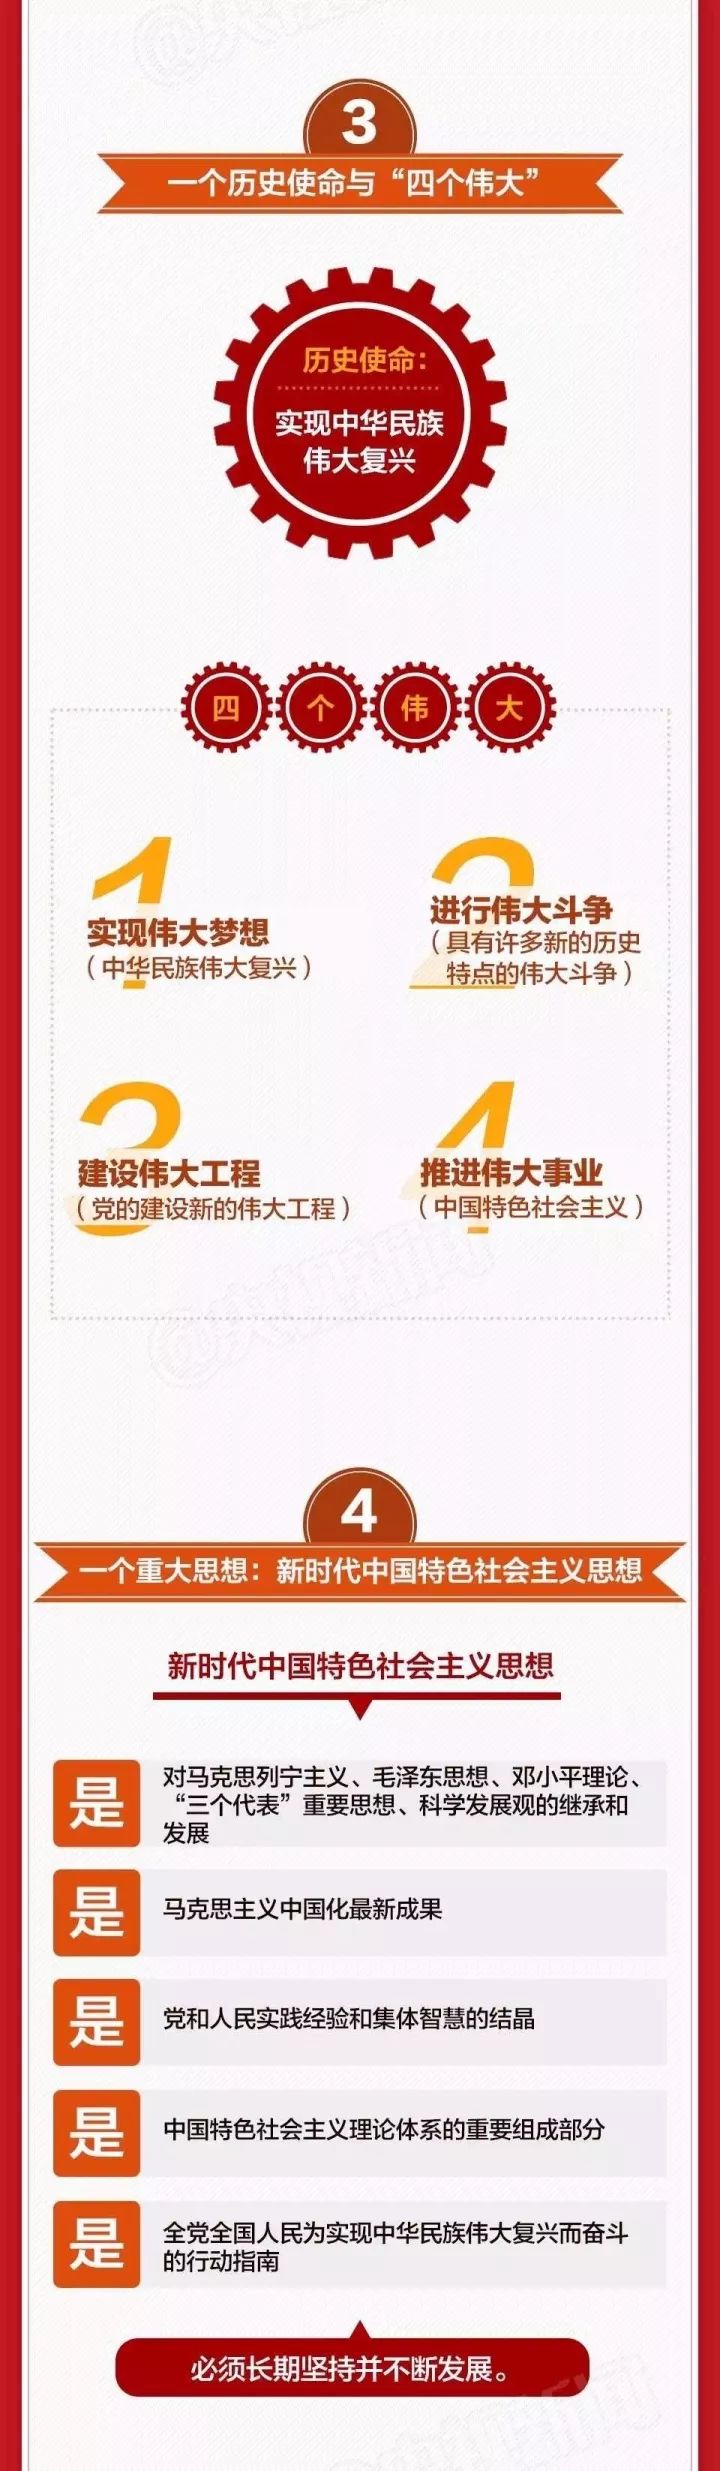 3
一个历史使命与“四个伟大”
历史使命：
实现中华民族
伟大复兴
四个伟大
1
实现伟大梦想
（中华民族伟大复兴）
2
进行伟大斗争
（具有许多新的历史
特点的伟大斗争）
3
建设伟大工程
（党的建设新的伟大工程）
4
推进伟大事业
（中国特色社会主义）
@央视新闻
4
一个重大思想：新时代中国特色社会主义思想
新时代中国特色社会主义思想
是
对马克思列宁主义、毛泽东思想、邓小平理论、
“三个代表”重要思想、科学发展观的继承和
发展
是
马克思主义中国化最新成果
是
党和人民实践经验和集体智慧的结晶
是
中国特色社会主义理论体系的重要组成部分
是
全党全国人民为实现中华民族伟大复兴而奋斗
的行动指南
必须长期坚持并不断发展。